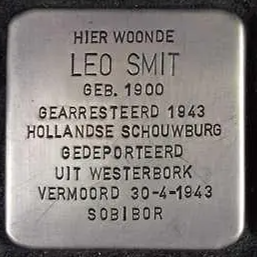 HIER WOONDE
LEO SMIT
GEB. 1900
GEARRESTEERD 1943
HOLLANDSE SCHOUWBURG
GEDEPORTEERD
UIT WESTERBORK
VERMOORD 30-4-1943
SOBIBOR